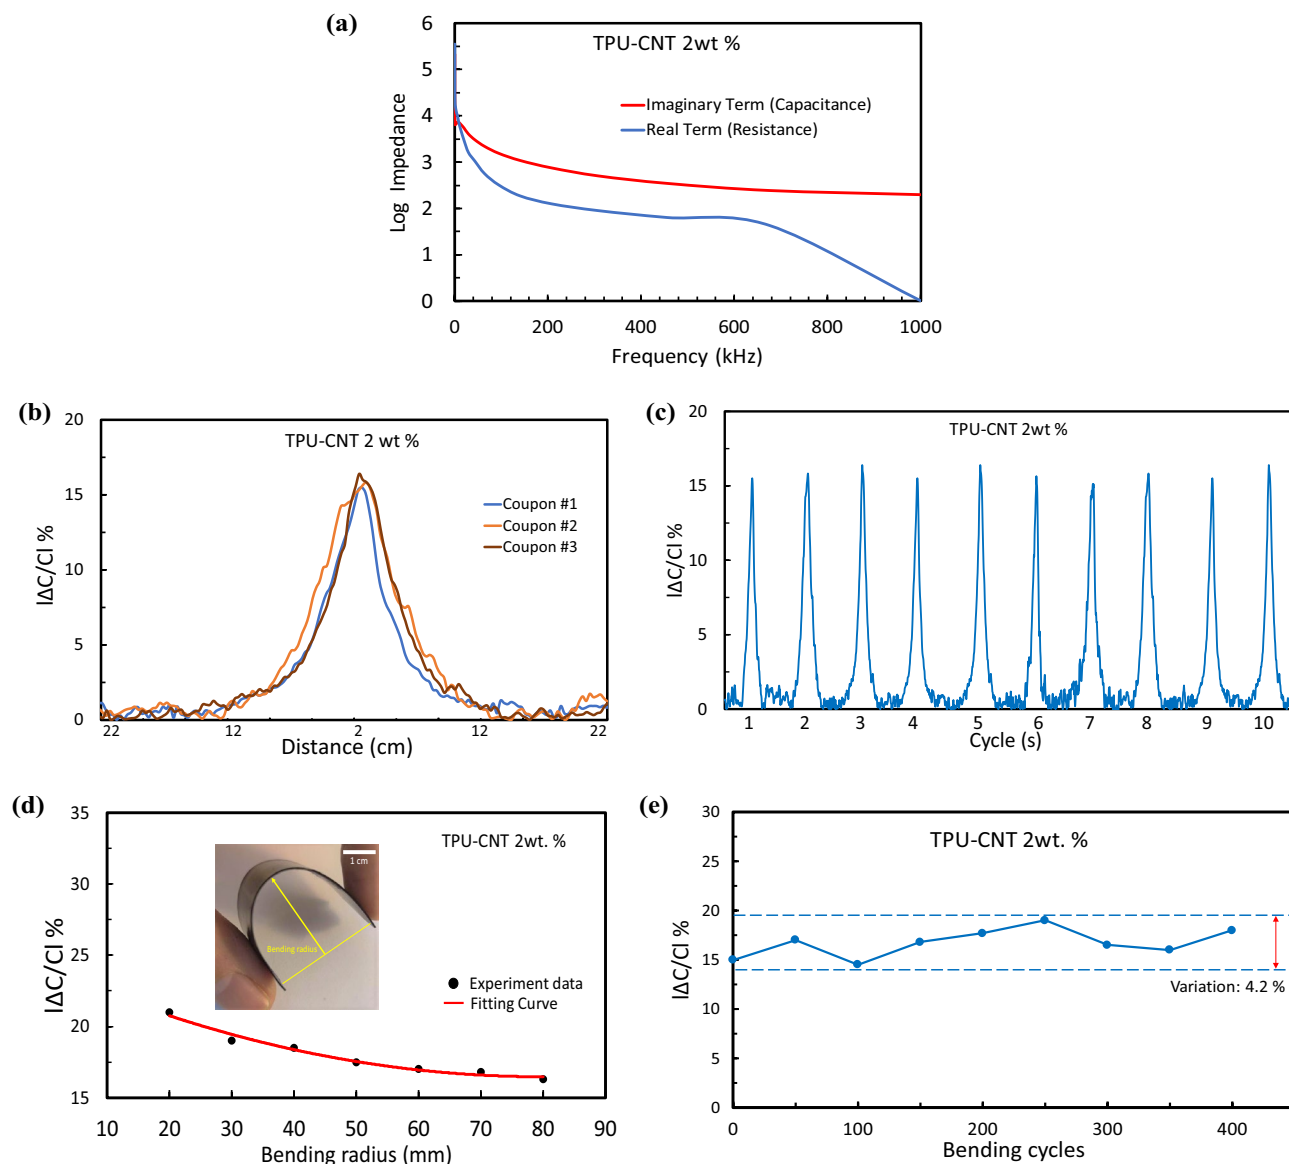 (a)
TPU-CNT 2wt %
Imaginary Term (Capacitance)
Real Term (Resistance)
Log Impedance
6
5
4
3
2
1
0
0 200 400 600 800 1000
Frequency (kHz)
(b)
TPU-CNT 2 wt %
Coupon #1
Coupon #2
Coupon #3
IΔC/Cl %
20
15
10
5
0
22 12 2 12 22
Distance (cm)
(c)
TPU-CNT 2wt %
IΔC/Cl %
20
15
10
5
0
1 2 3 4 5 6 7 8 9 10
Cycle (s)
(d)
TPU-CNT 2wt. %
1 cm
Bending radius
Experiment data
Fitting Curve
IΔC/Cl %
35
30
25
20
15
10 20 30 40 50 60 70 80 90
Bending radius (mm)
(e)
TPU-CNT 2wt. %
Variation: 4.2 %
IΔC/Cl %
30
25
20
15
10
5
0
0 100 200 300 400
Bending cycles